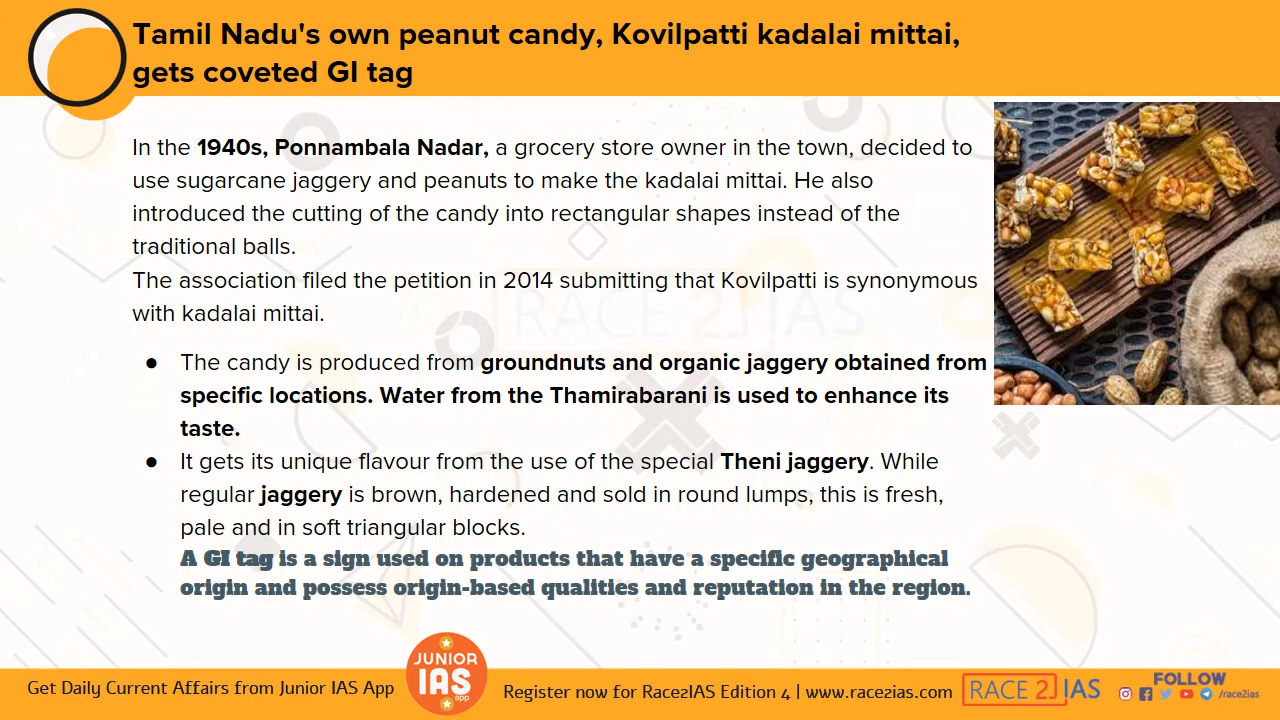 Tamil Nadu's own peanut candy, Kovilpatti kadalai mittai,
gets coveted GI tag
In the 1940s, Ponnambala Nadar, a grocery store owner in the town, decided to
use sugarcane jaggery and peanuts to make the kadalai mittai. He also
introduced the cutting of the candy into rectangular shapes instead of the
traditional balls.
The association filed the petition in 2014 submitting that Kovilpatti is synonymous
with kadalai mittai.
RACE 2 IAS
● The candy is produced from groundnuts and organic jaggery obtained from
specific locations. Water from the Thamirabarani is used to enhance its
taste.
● It gets its unique flavour from the use of the special Theni jaggery. While
regular jaggery is brown, hardened and sold in round lumps, this is fresh,
pale and in soft triangular blocks.
A GI tag is a sign used on products that have a specific geographical
origin and possess origin-based qualities and reputation in the region.
Get Daily Current Affairs from Junior IAS App
JUNIOR
IAS
app
Register now for Race2IAS Edition 4 | www.race2ias.com
RACE 2 IAS
FOLLOW
/race2ias